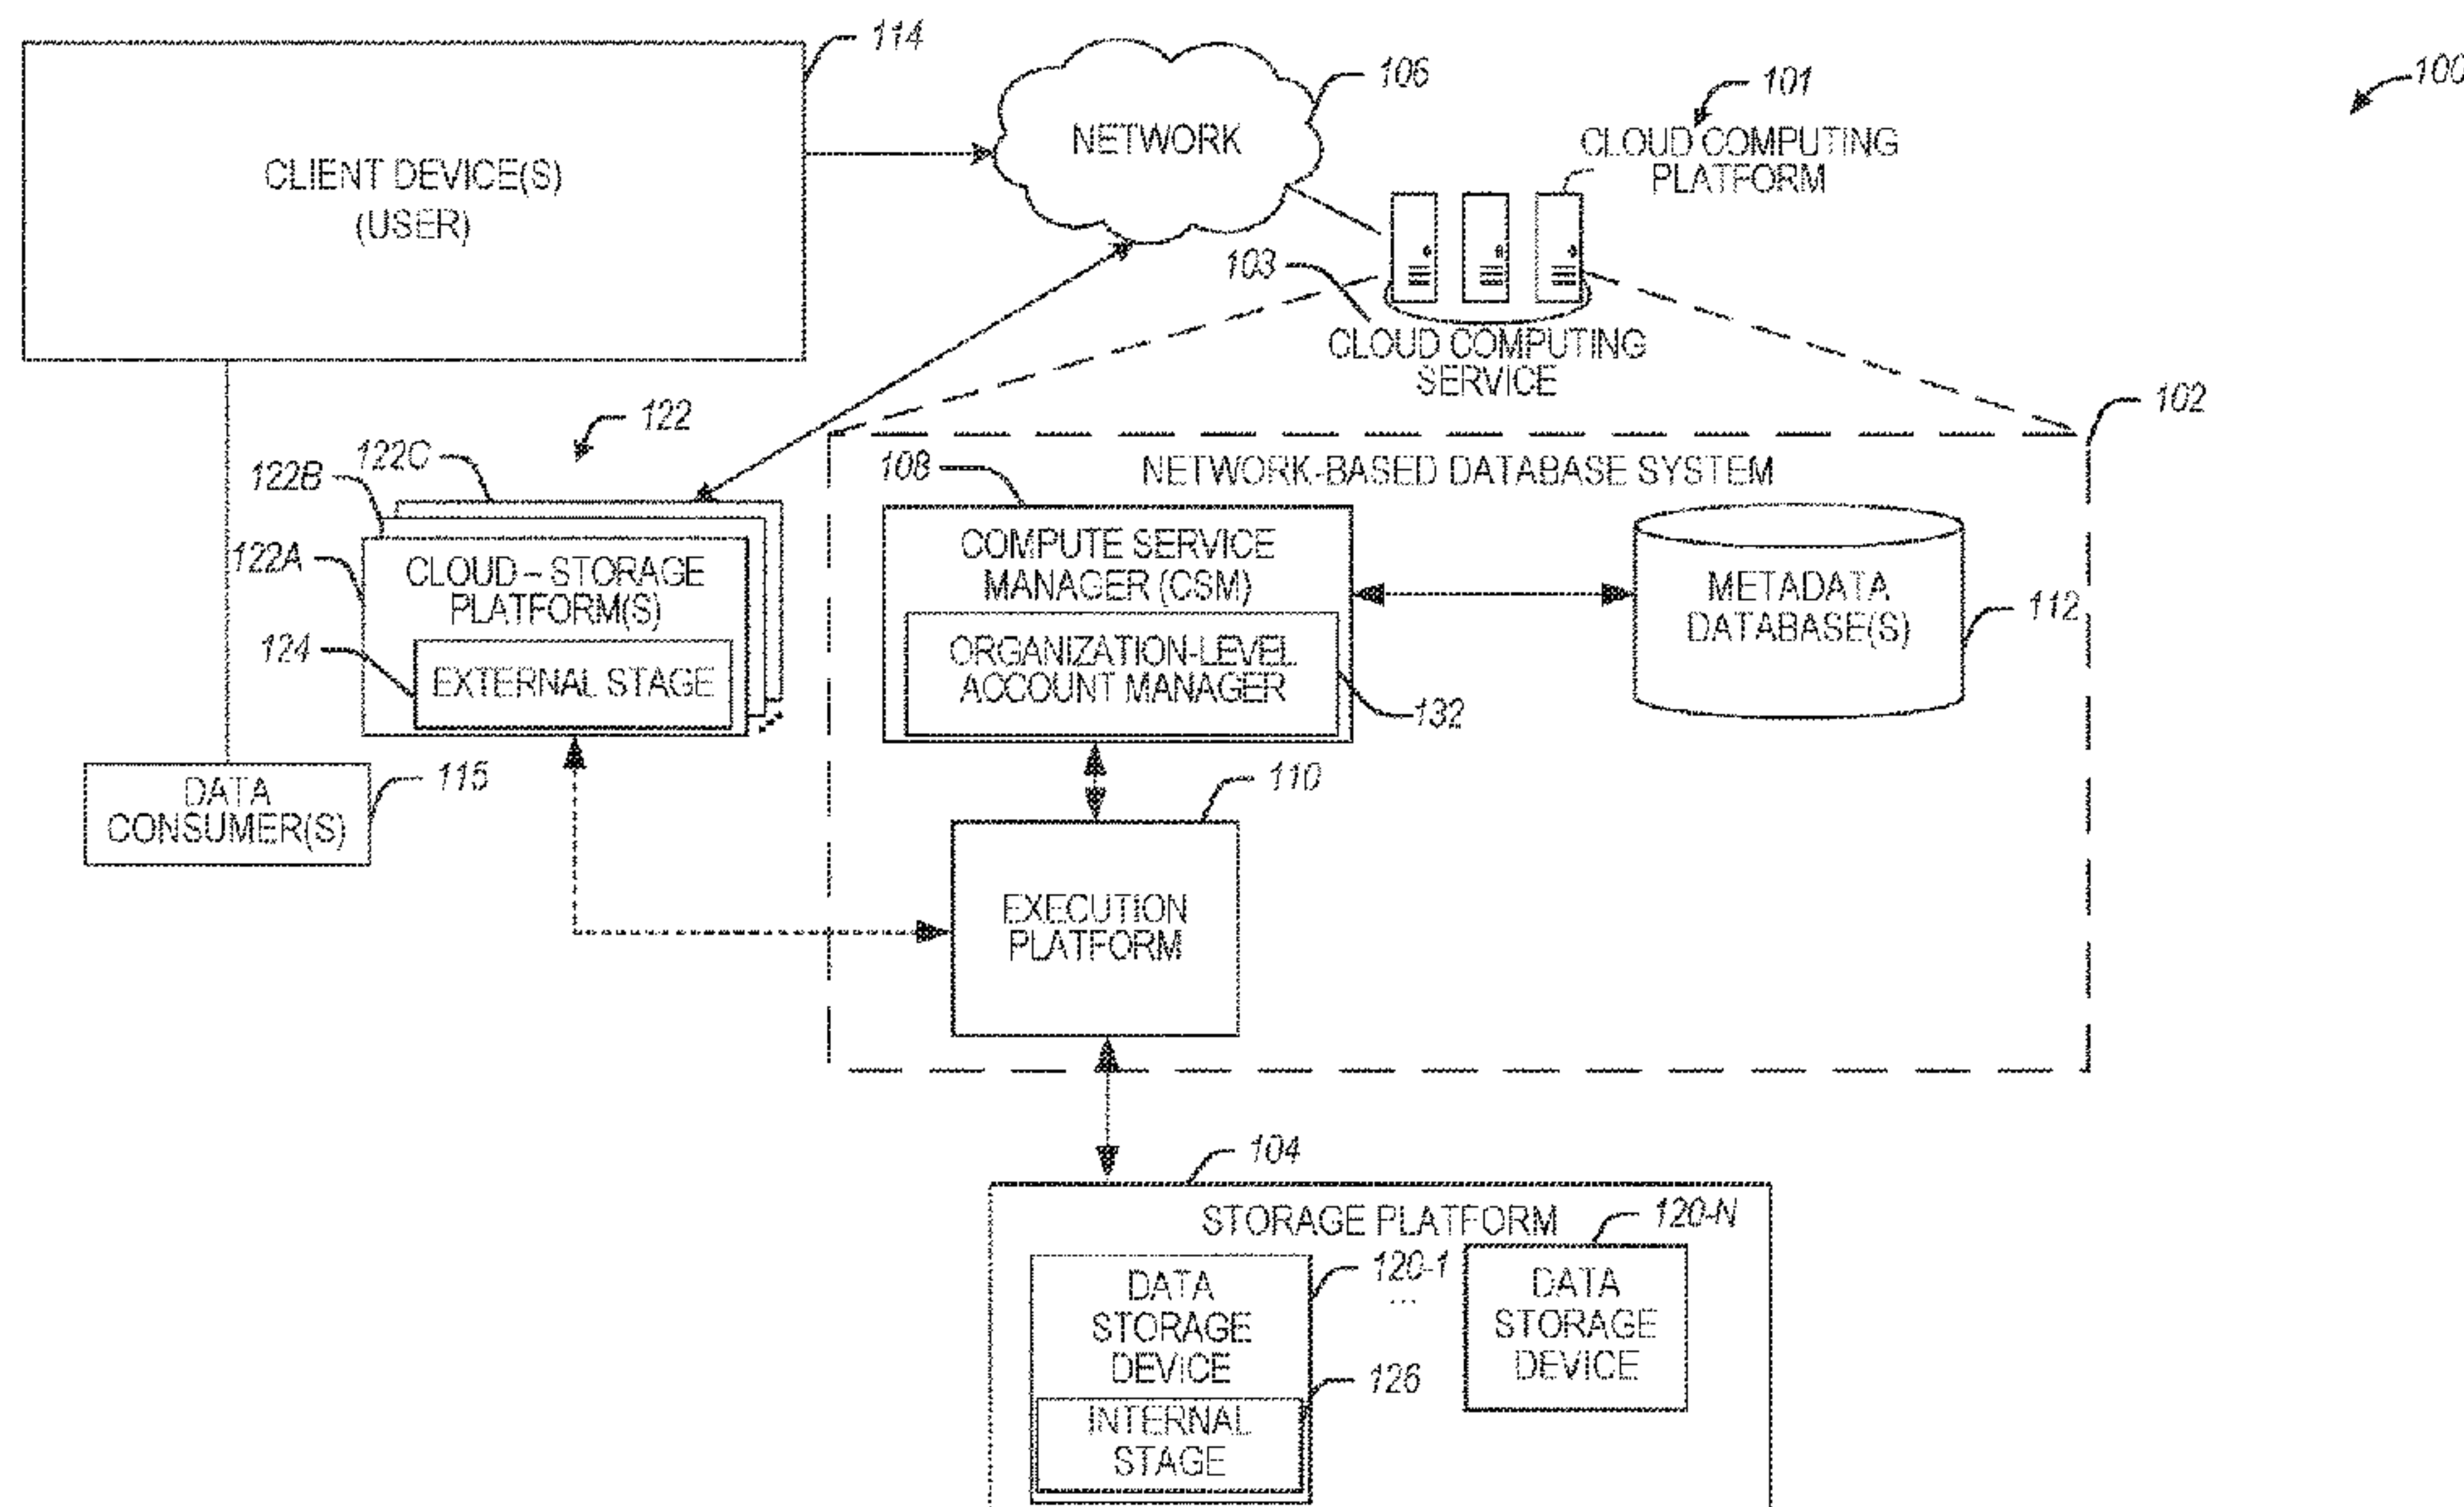 114
106
101
100
CLIENT DEVICE(S)
(USER)
NETWORK
CLOUD COMPUTING
PLATFORM
103
CLOUD COMPUTING
SERVICE
102
122
122C
122B
122A
CLOUD – STORAGE
PLATFORM(S)
124
EXTERNAL STAGE
108
NETWORK-BASED DATABASE SYSTEM
COMPUTE SERVICE
MANAGER (CSM)
ORGANIZATION-LEVEL
ACCOUNT MANAGER
132
METADATA
DATABASE(S)
112
DATA
CONSUMER(S)
115
110
EXECUTION
PLATFORM
104
STORAGE PLATFORM
120-N
DATA
STORAGE
DEVICE
120-1
...
DATA
STORAGE
DEVICE
126
INTERNAL
STAGE